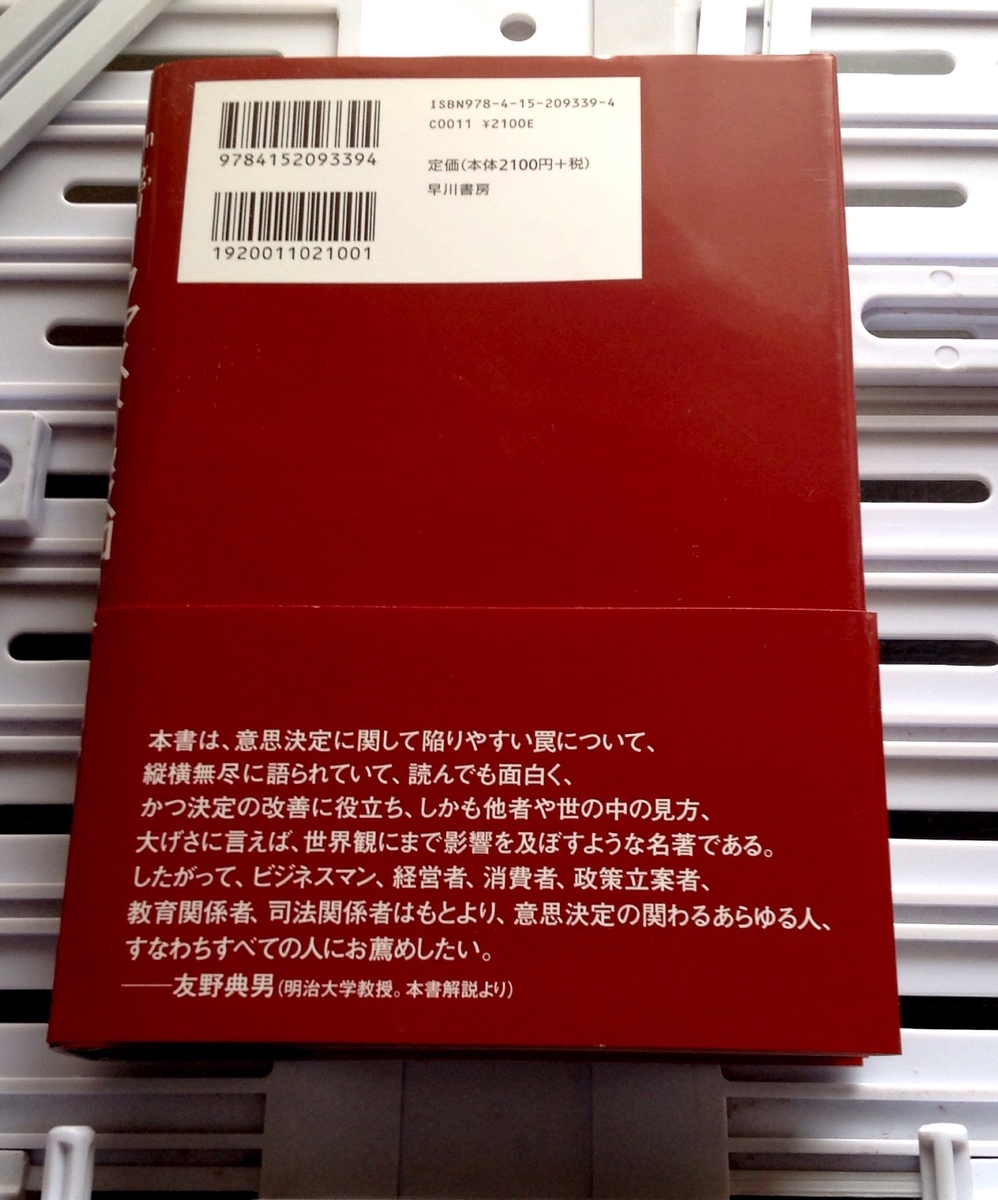 ISBN978-4-15-209339-4
C0011 ¥2100E
9784152093394
定価(本体2100円+税)
早川書房
1920011021001
本書は、意思決定に関して陥りやすい罠について、
縦横無尽に語られていて、読んでも面白く、
かつ決定の改善に役立ち、しかも他者や世の中の見方、
大げさに言えば、世界観にまで影響を及ぼすような名著である。
したがって、ビジネスマン、経営者、消費者、政策立案者、
教育関係者、司法関係者はもとより、意思決定の関わるあらゆる人、
すなわちすべての人にお薦めしたい。
──友野典男(明治大学教授。本書解説より)